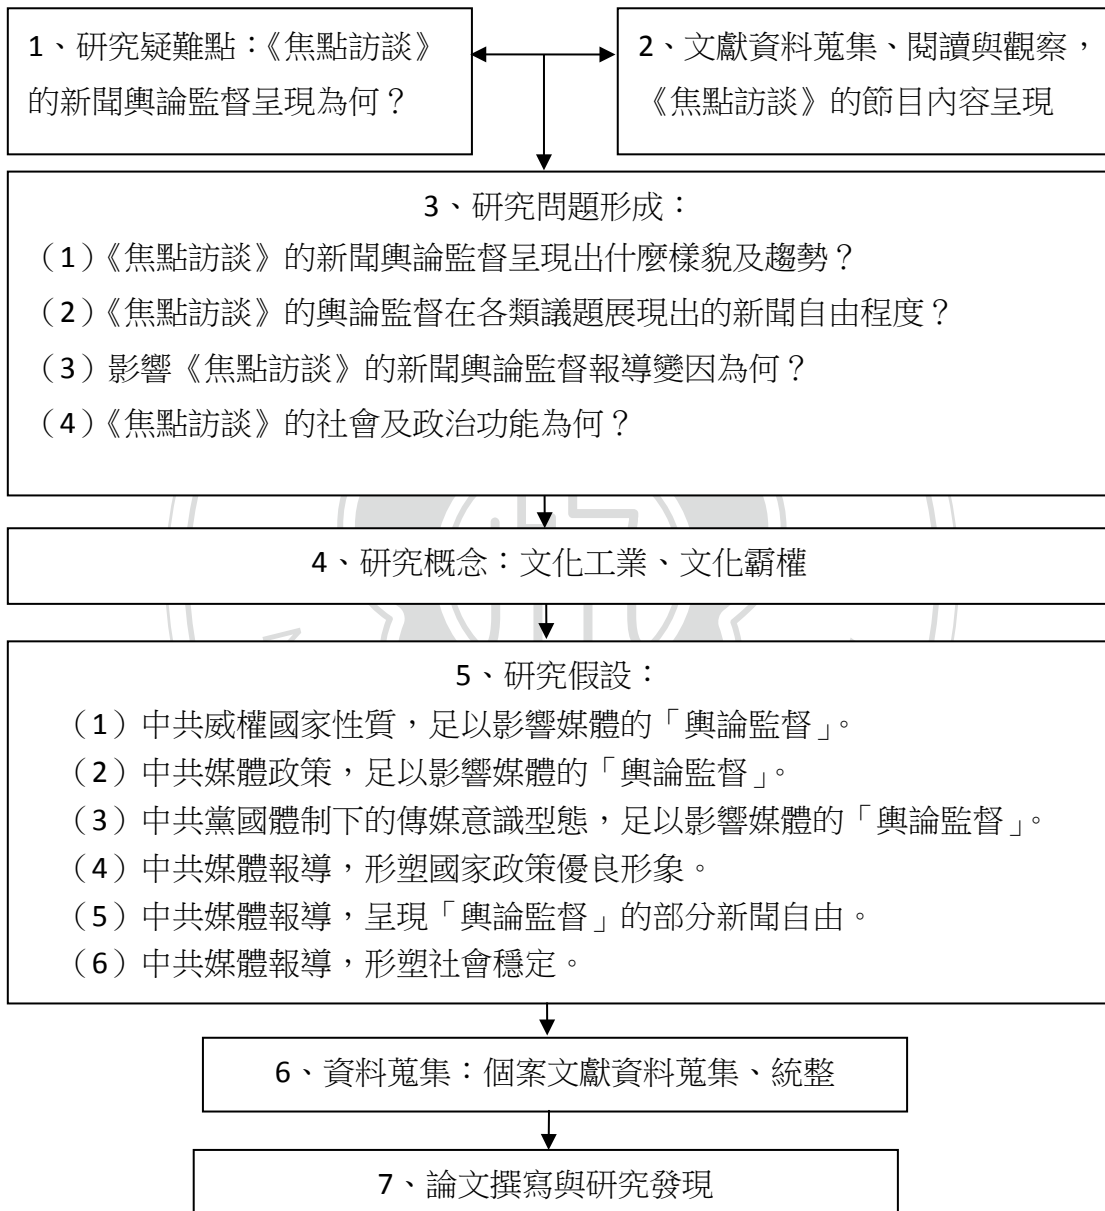 1、研究疑難點：《焦點訪談》
的新聞輿論監督呈現為何？
2、文獻資料蒐集、閱讀與觀察，
《焦點訪談》的節目內容呈現
3、研究問題形成：
（1）《焦點訪談》的新聞輿論監督呈現出什麼樣貌及趨勢？
（2）《焦點訪談》的輿論監督在各類議題展現出的新聞自由程度？
（3）影響《焦點訪談》的新聞輿論監督報導變因為何？
（4）《焦點訪談》的社會及政治功能為何？
4、研究概念：文化工業、文化霸權
5、研究假設：
（1）中共威權國家性質，足以影響媒體的「輿論監督」。
（2）中共媒體政策，足以影響媒體的「輿論監督」。
（3）中共黨國體制下的傳媒意識型態，足以影響媒體的「輿論監督」。
（4）中共媒體報導，形塑國家政策優良形象。
（5）中共媒體報導，呈現「輿論監督」的部分新聞自由。
（6）中共媒體報導，形塑社會穩定。
6、資料蒐集：個案文獻資料蒐集、統整
7、論文撰寫與研究發現